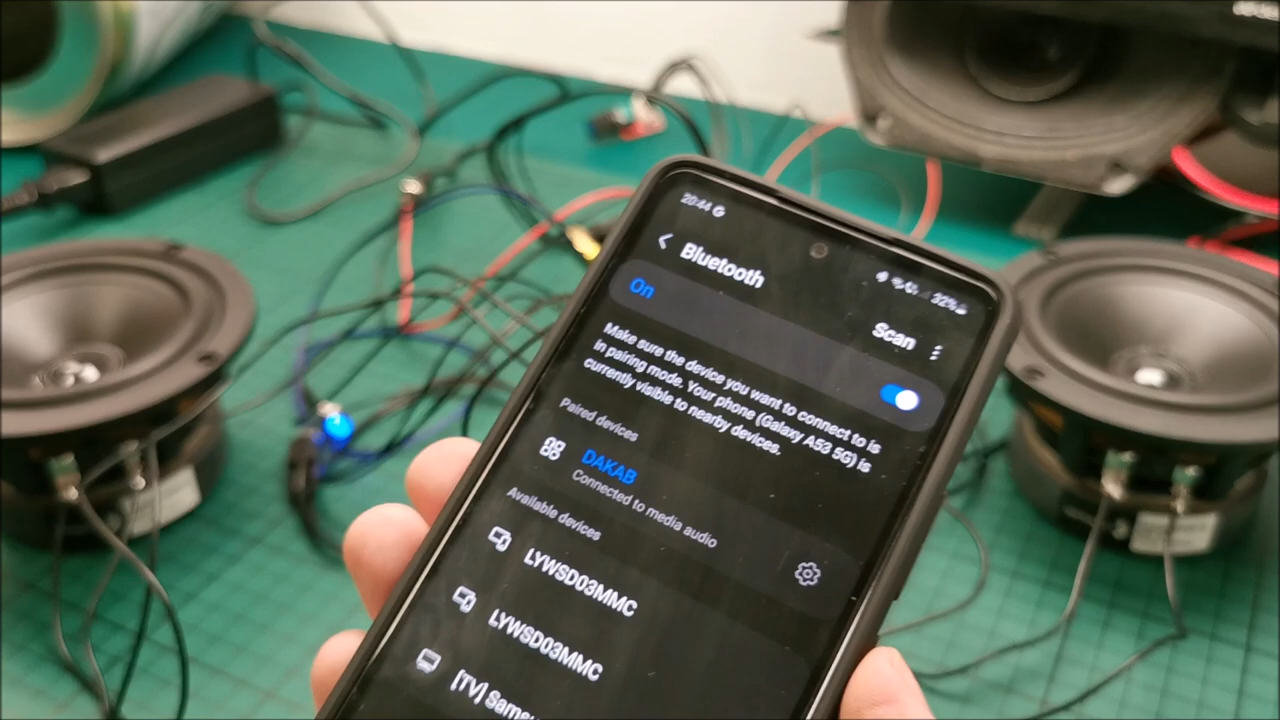 20:44 G
32%
Bluetooth
On
Scan
Make sure the device you want to connect to is
in pairing mode. Your phone (Galaxy A53 5G) is
currently visible to nearby devices.
Paired devices
DAKAB
Connected to media audio
Available devices
LYWSD03MMC
LYWSD03MMC
[TV] Samsu